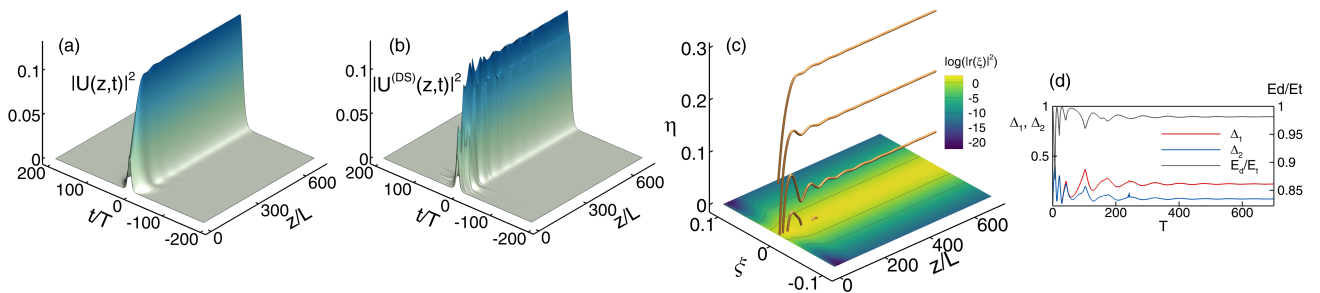 (a)
|U(z,t)|²
0.1
0.05
0
200
100
0
-100
-200
t/T
0
300
600
z/L
(b)
|U⁽ᴰˢ⁾(z,t)|²
0.1
0.05
0
200
100
0
-100
-200
t/T
0
300
600
z/L
(c)
0.3
0.2
0.1
0
η
0.1
0
-0.1
ξ
0
200
400
600
z/L
log(|r(ξ)|²)
0
-5
-10
-15
-20
(d)
Ed/Et
1
0.5
0
Δ₁, Δ₂
1
0.95
0.9
0.85
Δ₁
Δ₂
E_d/E_t
0
200
400
600
T